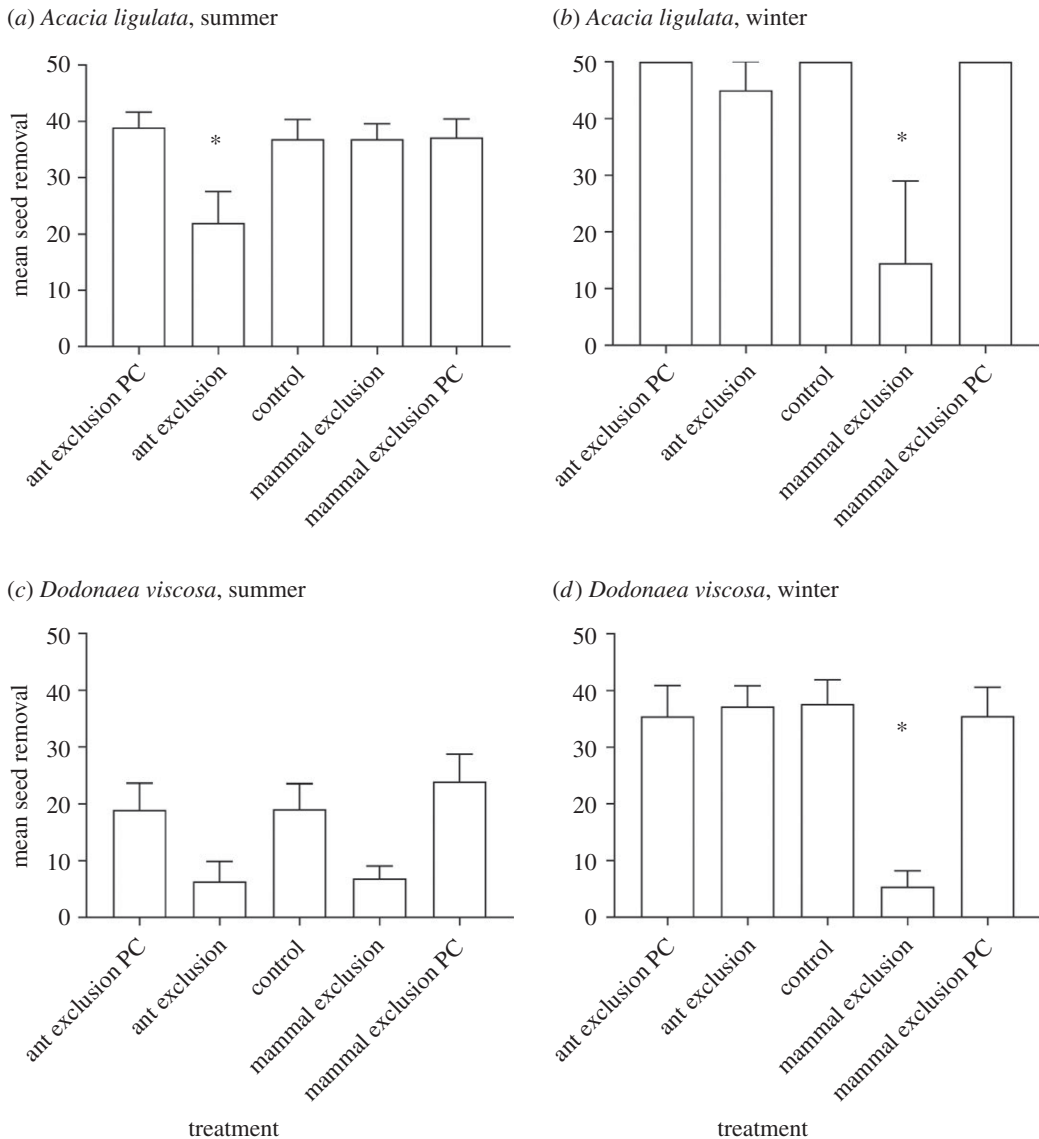 (a) Acacia ligulata, summer
mean seed removal
50
40
30
20
10
0
*
ant exclusion PC
ant exclusion
control
mammal exclusion
mammal exclusion PC
(b) Acacia ligulata, winter
50
40
30
20
10
0
*
ant exclusion PC
ant exclusion
control
mammal exclusion
mammal exclusion PC
(c) Dodonaea viscosa, summer
mean seed removal
50
40
30
20
10
0
ant exclusion PC
ant exclusion
control
mammal exclusion
mammal exclusion PC
treatment
(d) Dodonaea viscosa, winter
50
40
30
20
10
0
*
ant exclusion PC
ant exclusion
control
mammal exclusion
mammal exclusion PC
treatment